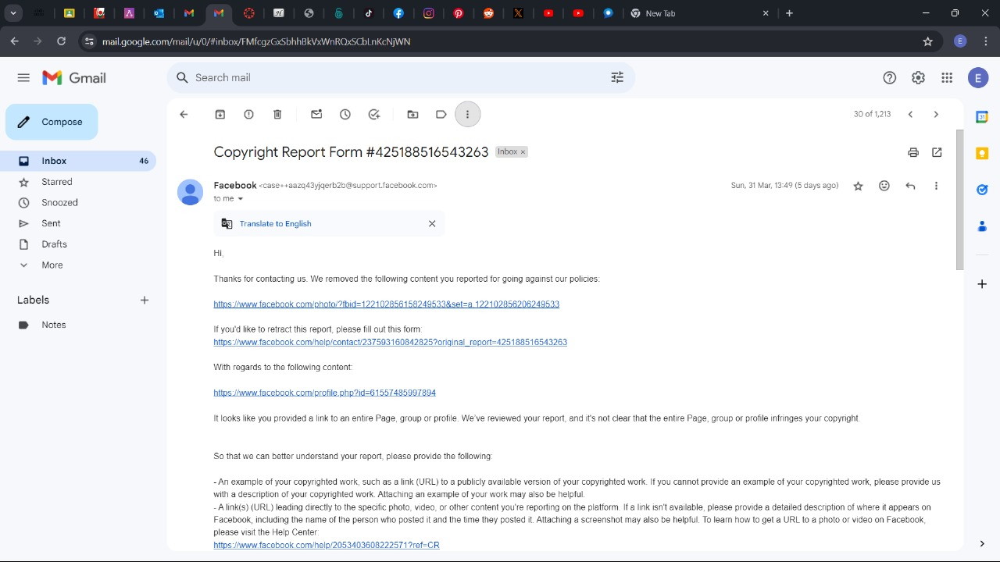 New Tab
mail.google.com/mail/u/0/#inbox/FMfcgzGxSbhhBkVxWnRQxSCbLnKcNjWN
E
Gmail
Search mail
E
Compose
30 of 1,213
Inbox 46
Starred
Snoozed
Sent
Drafts
More
Labels
Notes
Copyright Report Form #425188516543263 Inbox ×
Facebook <case++aazq43yjqerb2b@support.facebook.com> Sun, 31 Mar, 13:49 (5 days ago)
to me
Translate to English
Hi,
Thanks for contacting us. We removed the following content you reported for going against our policies:
https://www.facebook.com/photo/?fbid=122102856158249533&set=a.122102856206249533
If you'd like to retract this report, please fill out this form:
https://www.facebook.com/help/contact/237593160842825?original_report=425188516543263
With regards to the following content:
https://www.facebook.com/profile.php?id=61557485997894
It looks like you provided a link to an entire Page, group or profile. We've reviewed your report, and it's not clear that the entire Page, group or profile infringes your copyright.
So that we can better understand your report, please provide the following:
- An example of your copyrighted work, such as a link (URL) to a publicly available version of your copyrighted work. If you cannot provide an example of your copyrighted work, please provide us
with a description of your copyrighted work. Attaching an example of your work may also be helpful.
- A link(s) (URL) leading directly to the specific photo, video, or other content you're reporting on the platform. If a link isn't available, please provide a detailed description of where it appears on
Facebook, including the name of the person who posted it and the time they posted it. Attaching a screenshot may also be helpful. To learn how to get a URL to a photo or video on Facebook,
please visit the Help Center:
https://www.facebook.com/help/2053403608222571?ref=CR